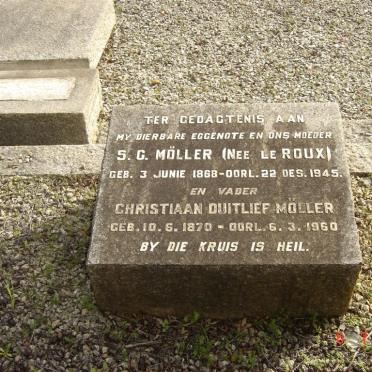 TER GEDAGTENIS AAN
MY DIERBARE EGGENOTE EN ONS MOEDER
S. C. MÖLLER (NEE LE ROUX)
GEB. 3 JUNIE 1868 - OORL. 22 DES. 1945.
EN VADER
CHRISTIAAN DUITLIEF MÖLLER
GEB. 10. 6. 1870 - OORL. 6. 3. 1960
BY DIE KRUIS IS HEIL.